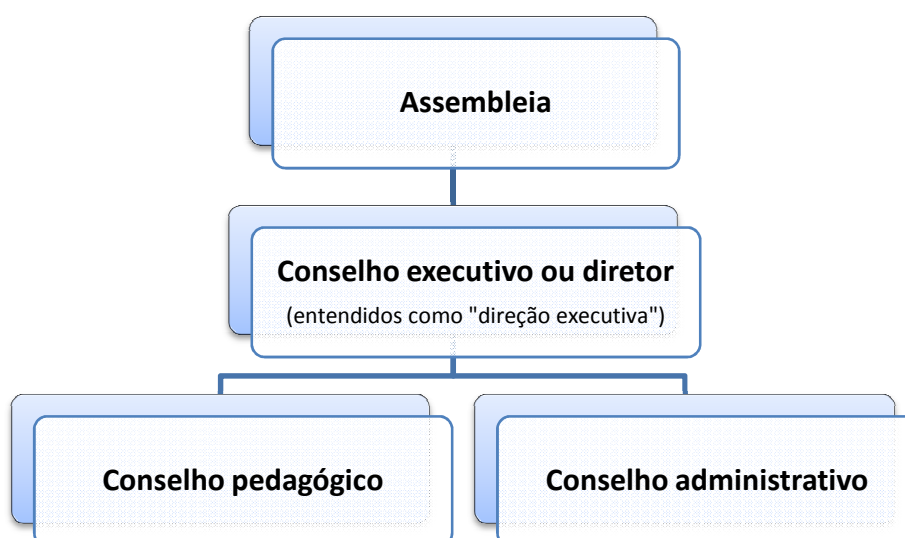 Assembleia
Conselho executivo ou diretor
(entendidos como "direção executiva")
Conselho pedagógico
Conselho administrativo